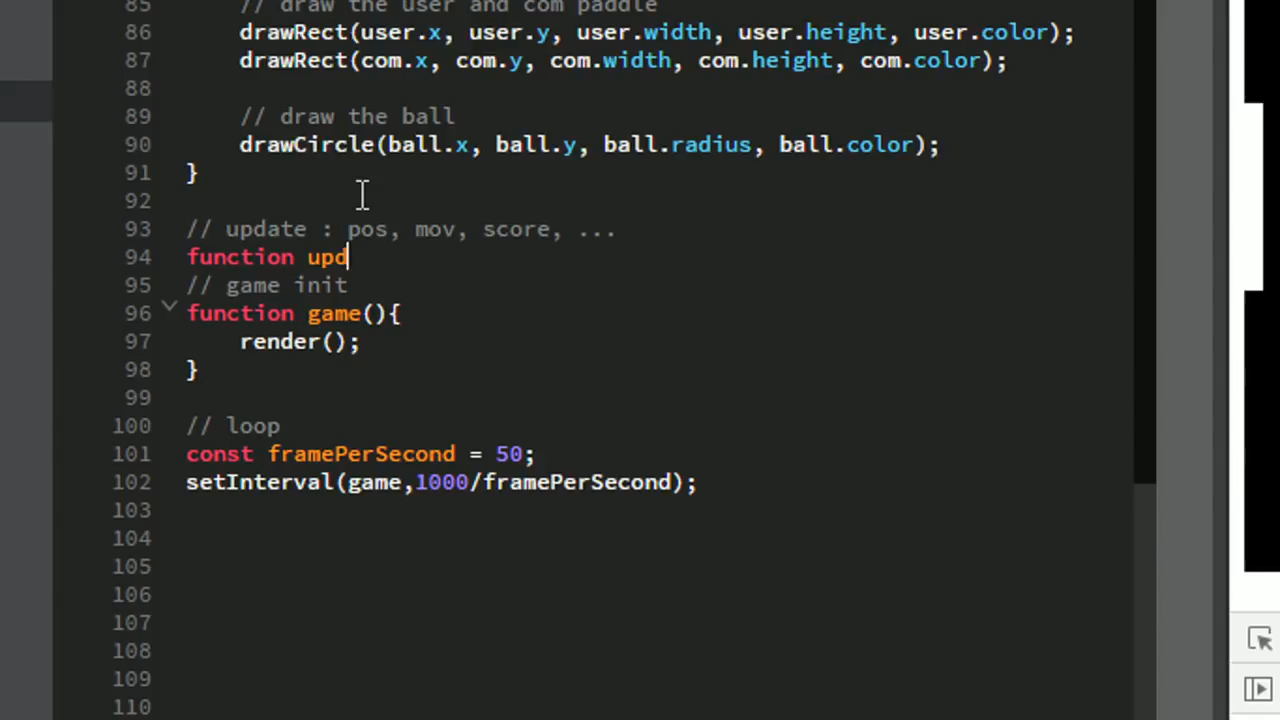 85 // draw the user and com paddle
86 drawRect(user.x, user.y, user.width, user.height, user.color);
87 drawRect(com.x, com.y, com.width, com.height, com.color);
88
89 // draw the ball
90 drawCircle(ball.x, ball.y, ball.radius, ball.color);
91 }
92
93 // update : pos, mov, score, ...
94 function upd
95 // game init
96 function game(){
97 render();
98 }
99
100 // loop
101 const framePerSecond = 50;
102 setInterval(game,1000/framePerSecond);
103
104
105
106
107
108
109
110